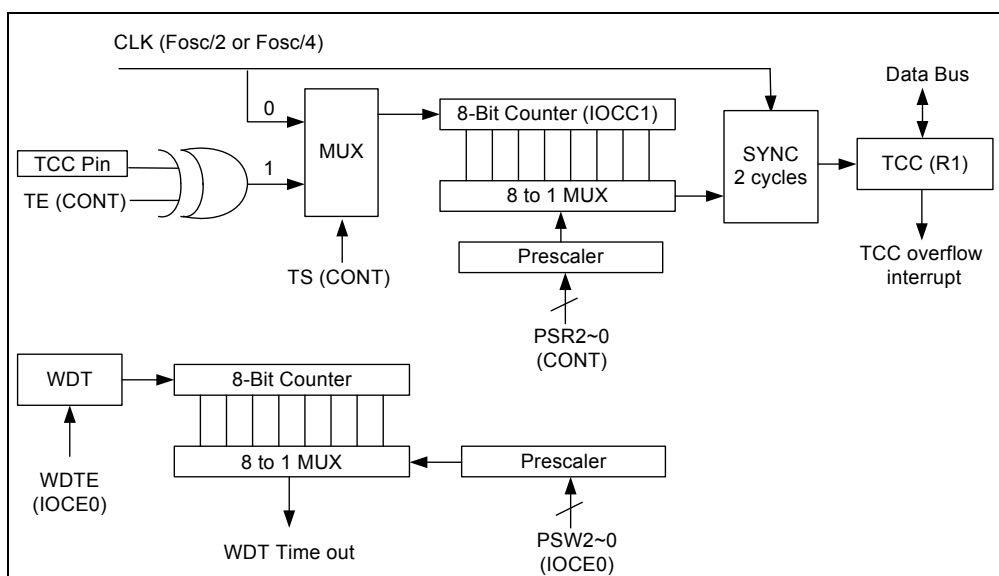 CLK (Fosc/2 or Fosc/4)
Data Bus
0
8-Bit Counter (IOCC1)
MUX
SYNC
2 cycles
TCC (R1)
TCC Pin
1
TE (CONT)
8 to 1 MUX
Prescaler
TCC overflow
interrupt
TS (CONT)
PSR2~0
(CONT)
WDT
8-Bit Counter
8 to 1 MUX
Prescaler
WDTE
(IOCE0)
WDT Time out
PSW2~0
(IOCE0)